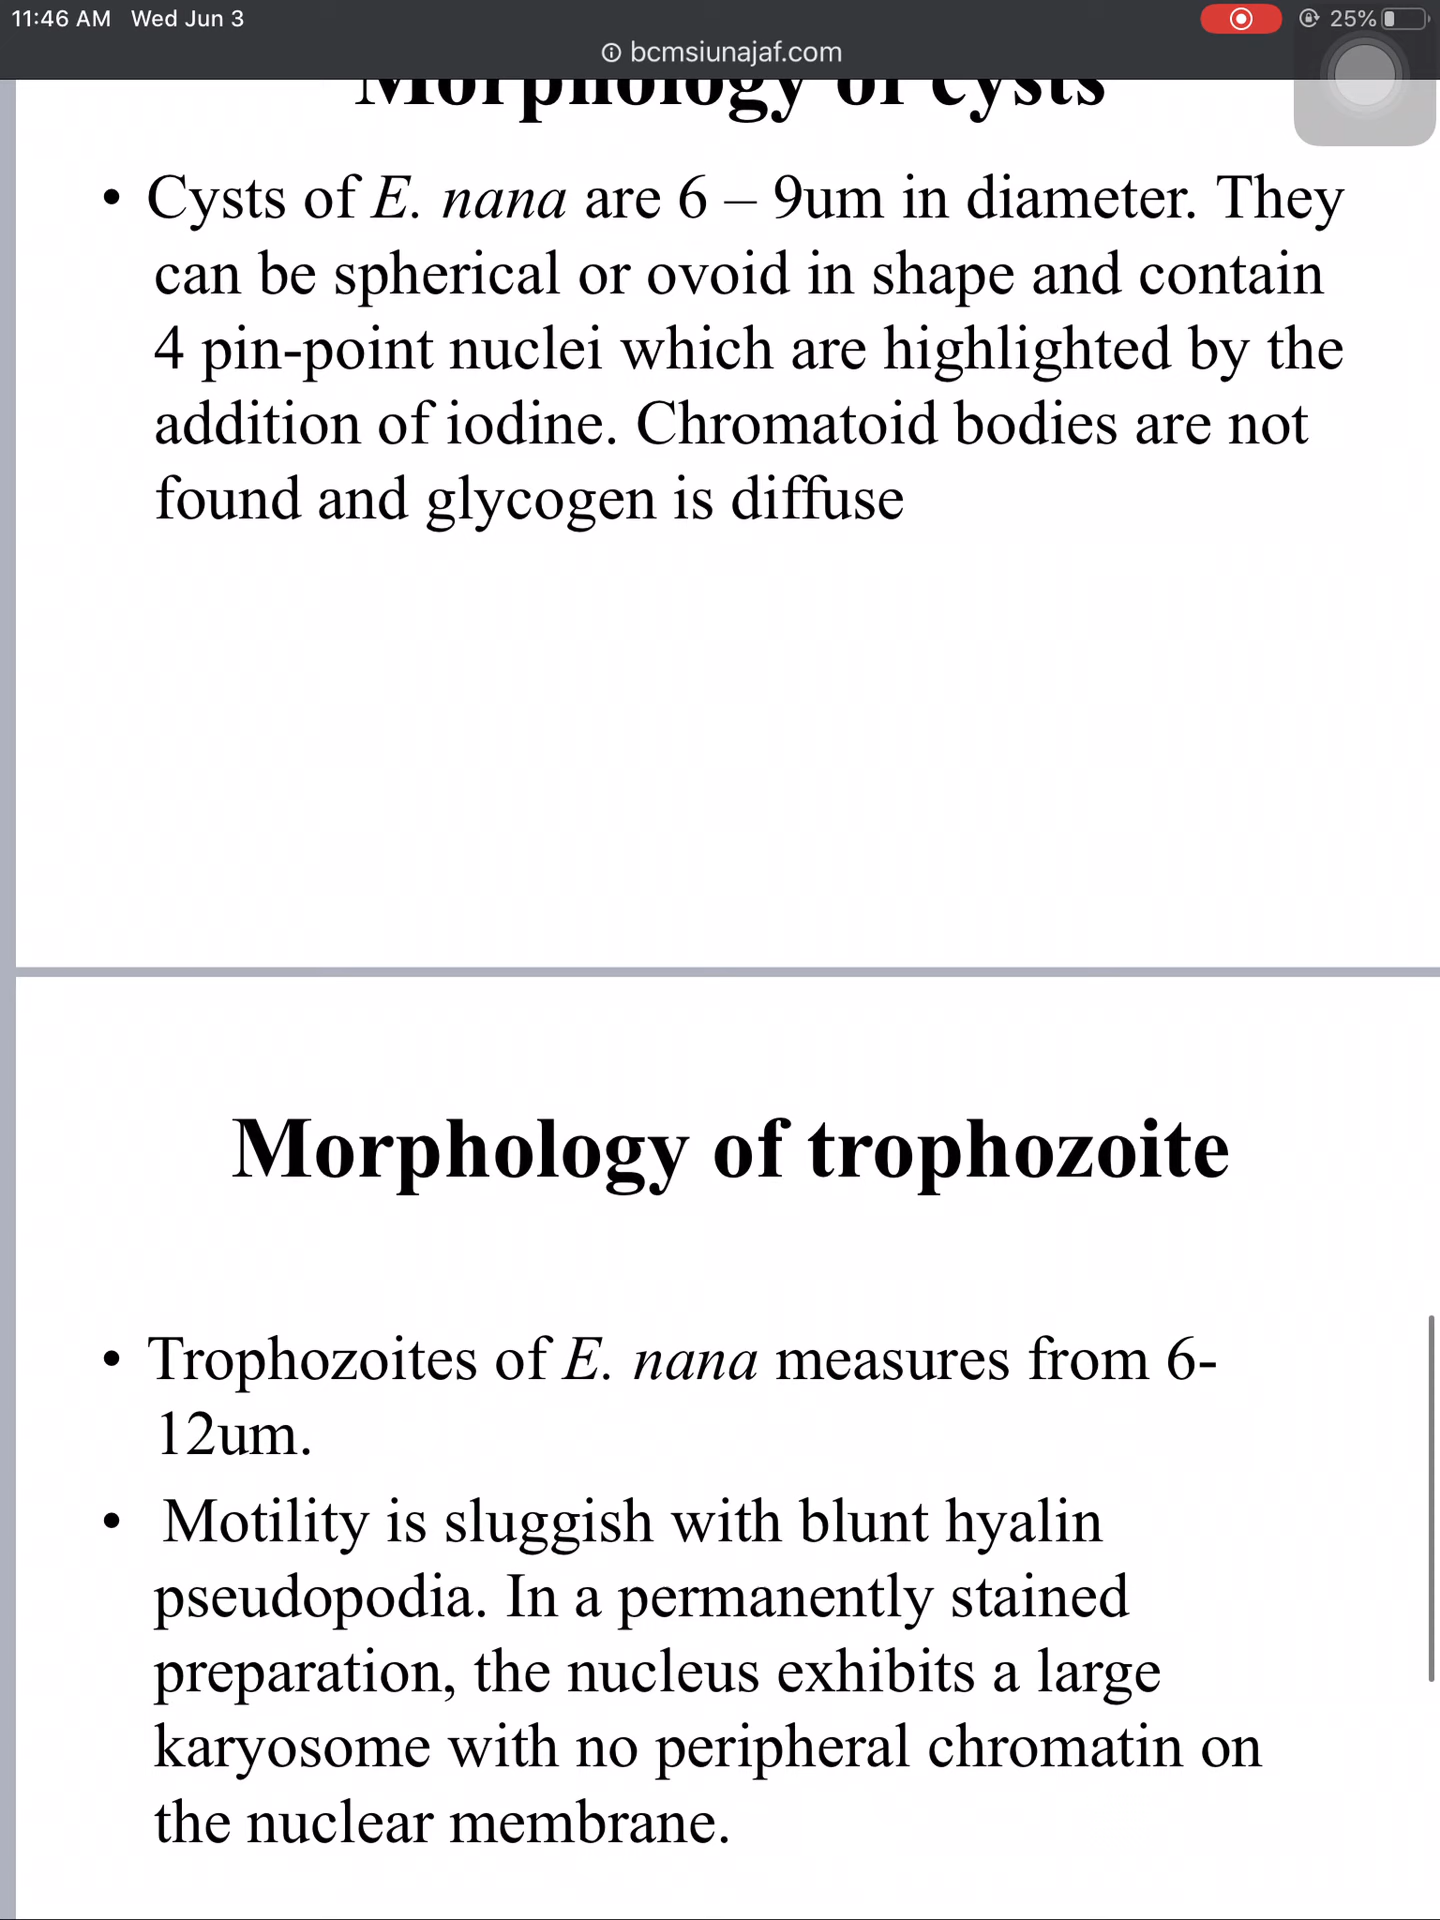 11:46 AM Wed Jun 3
25%
bcmsiunajaf.com
Morphology of cysts
• Cysts of E. nana are 6 – 9um in diameter. They
can be spherical or ovoid in shape and contain
4 pin-point nuclei which are highlighted by the
addition of iodine. Chromatoid bodies are not
found and glycogen is diffuse
Morphology of trophozoite
• Trophozoites of E. nana measures from 6-
12um.
• Motility is sluggish with blunt hyalin
pseudopodia. In a permanently stained
preparation, the nucleus exhibits a large
karyosome with no peripheral chromatin on
the nuclear membrane.